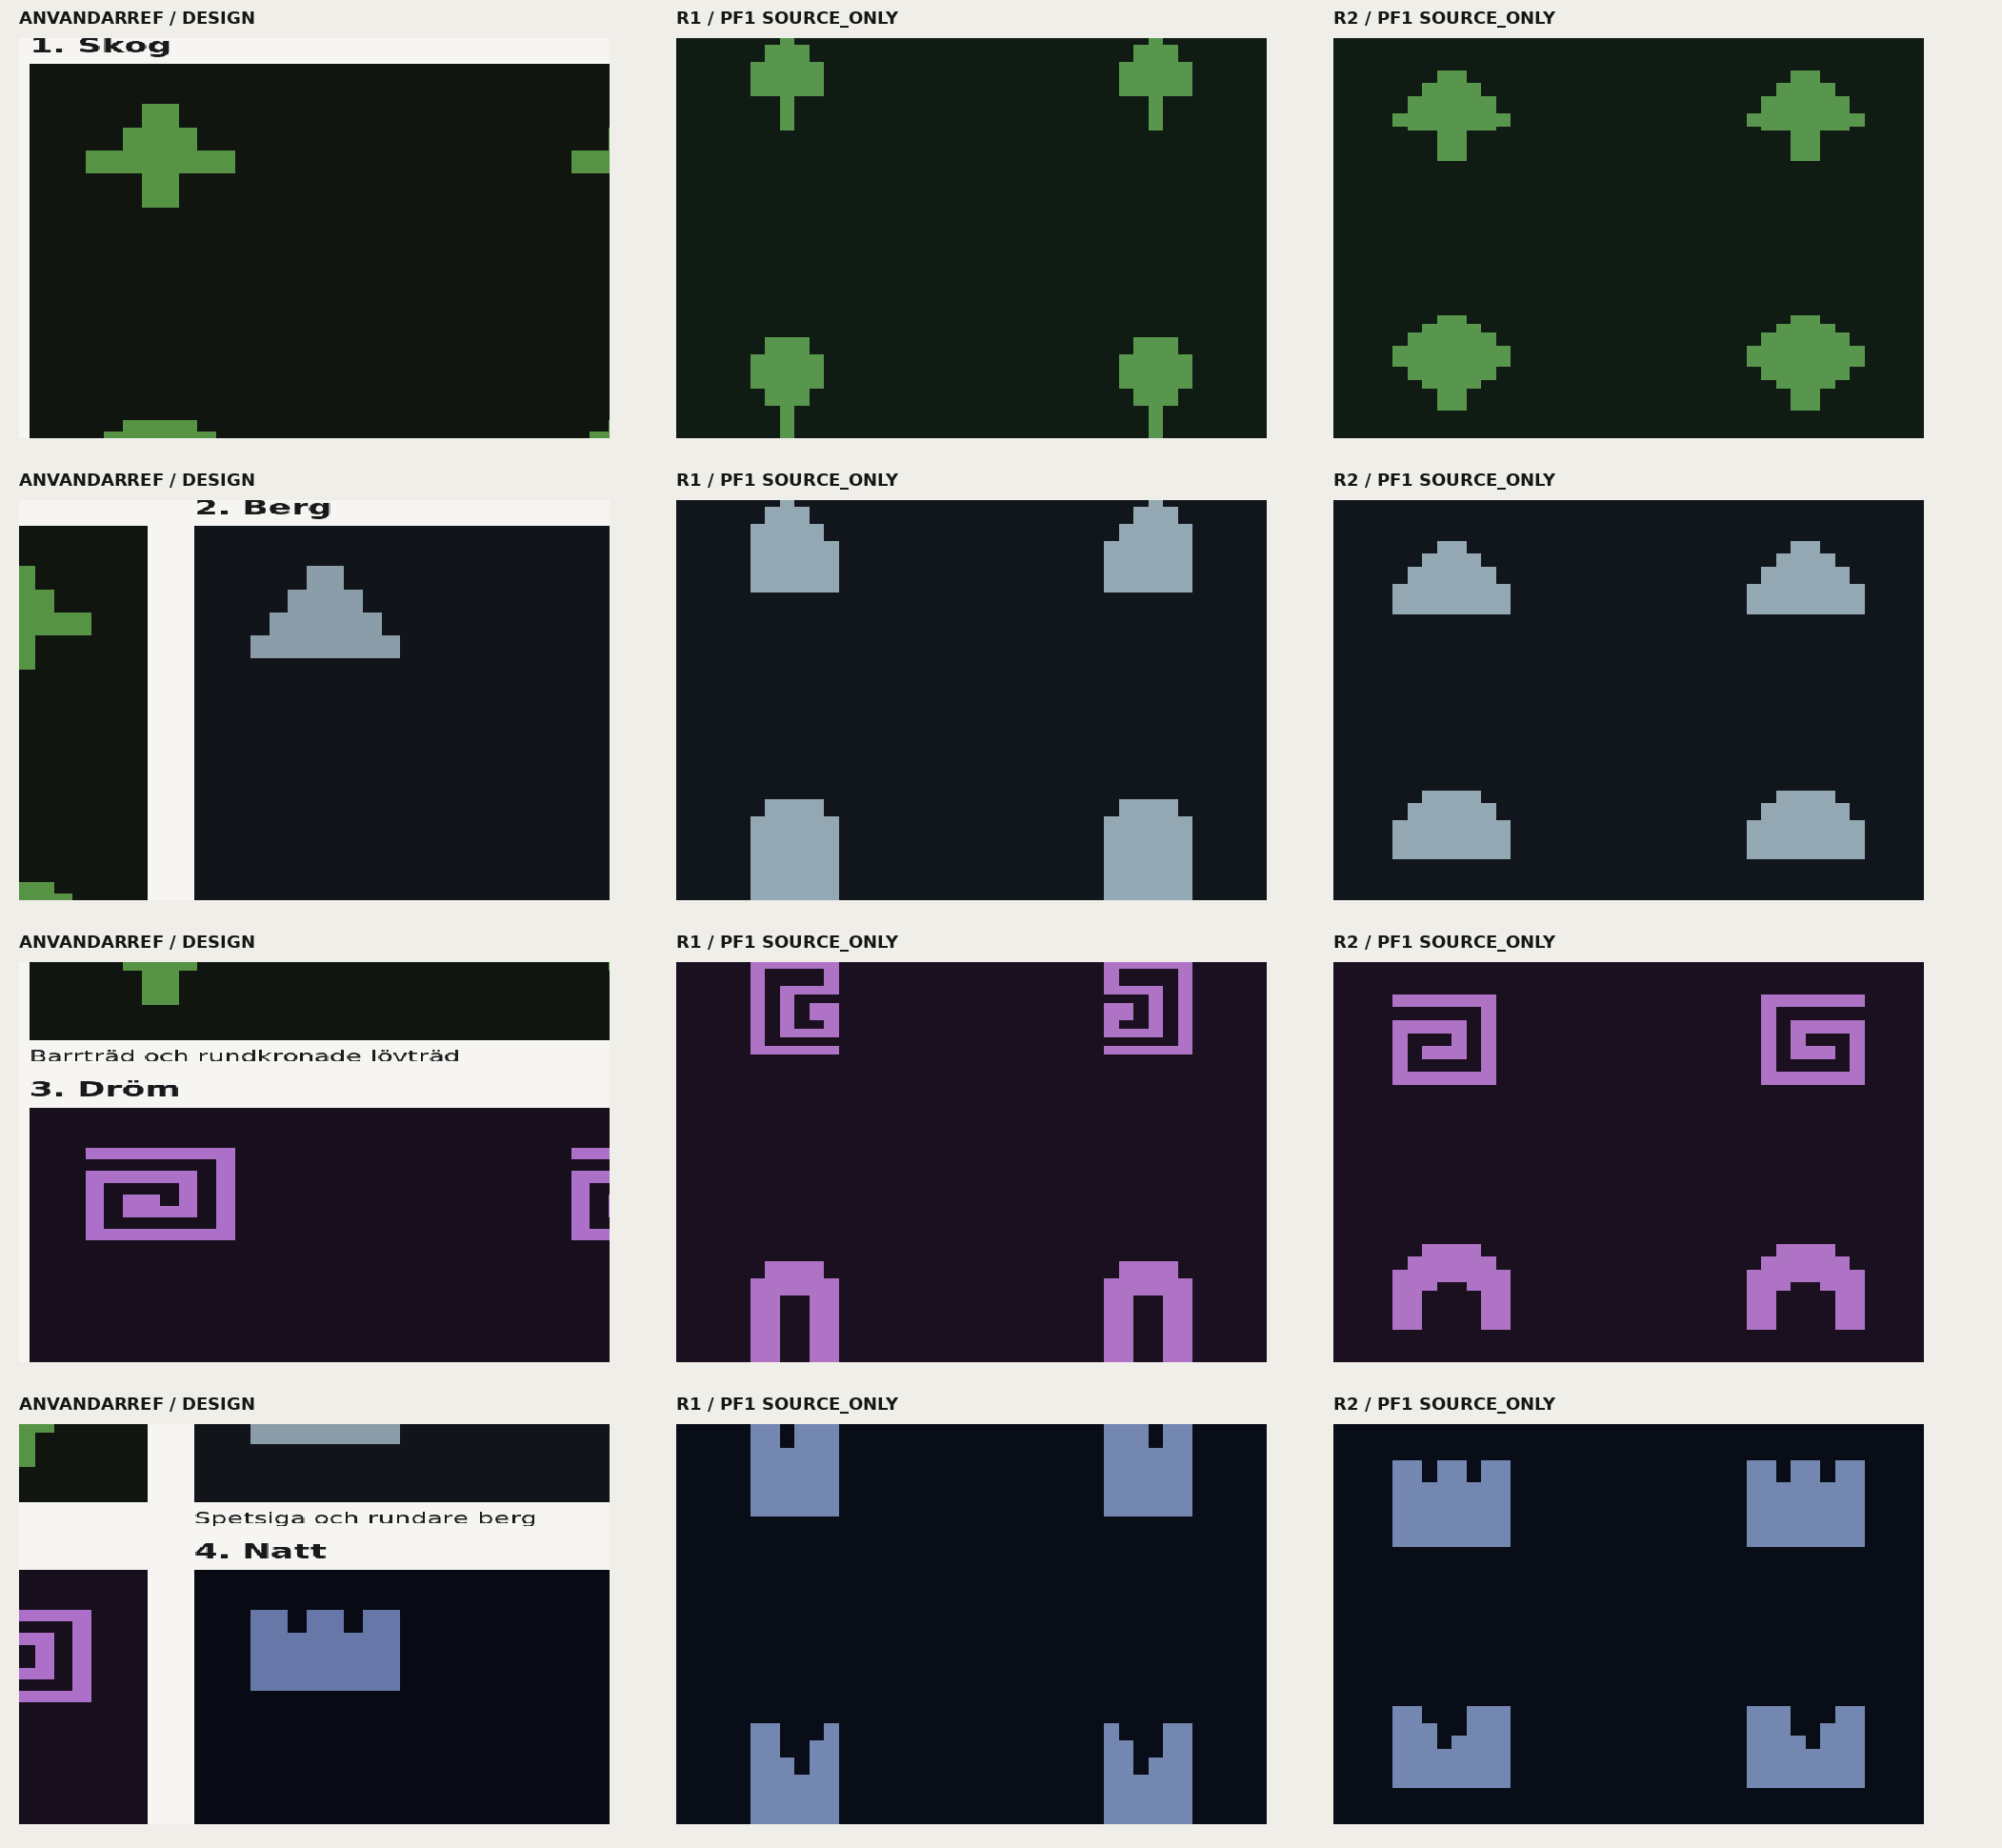 ANVANDARREF / DESIGN
R1 / PF1 SOURCE_ONLY
R2 / PF1 SOURCE_ONLY
1. Skog
ANVANDARREF / DESIGN
R1 / PF1 SOURCE_ONLY
R2 / PF1 SOURCE_ONLY
2. Berg
ANVANDARREF / DESIGN
R1 / PF1 SOURCE_ONLY
R2 / PF1 SOURCE_ONLY
Barrträd och rundkronade lövträd
3. Dröm
ANVANDARREF / DESIGN
R1 / PF1 SOURCE_ONLY
R2 / PF1 SOURCE_ONLY
Spetsiga och rundare berg
4. Natt